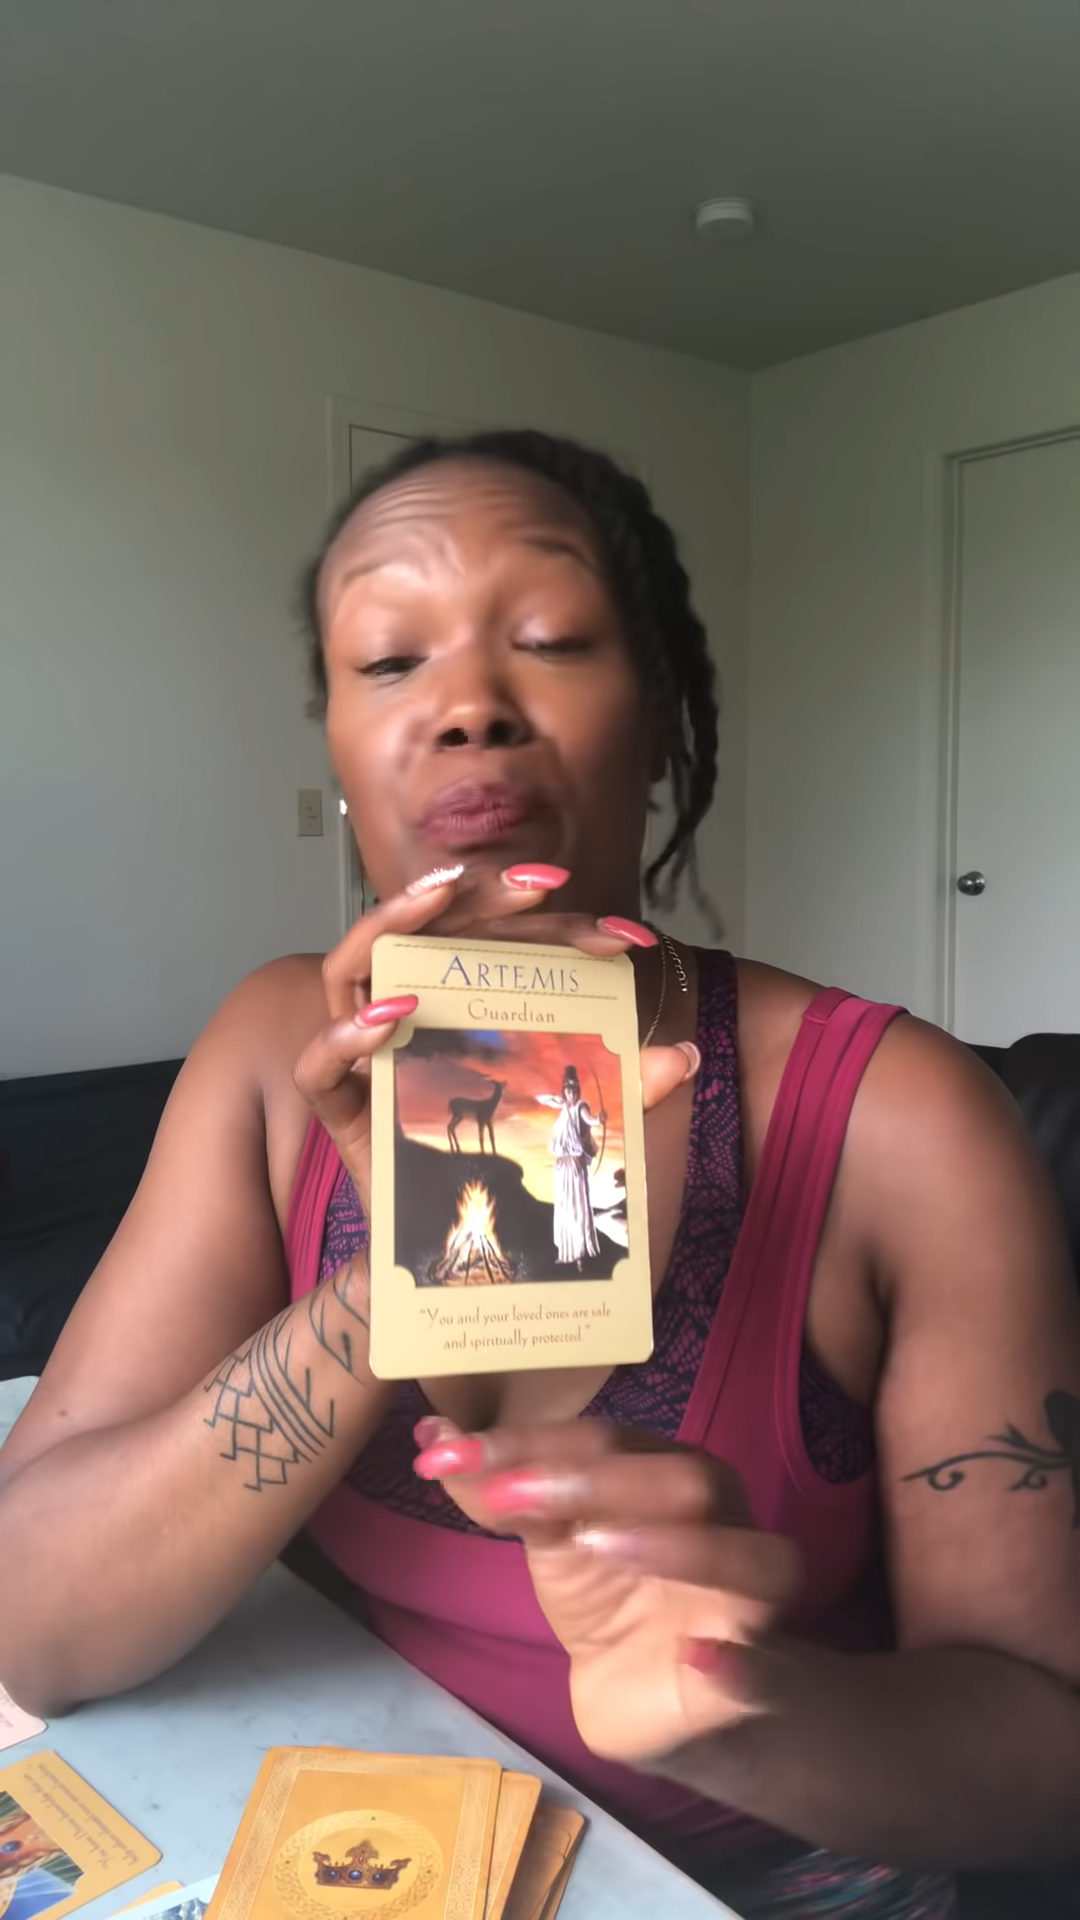 ARTEMIS
Guardian
"You and your loved ones are safe
and spiritually protected."